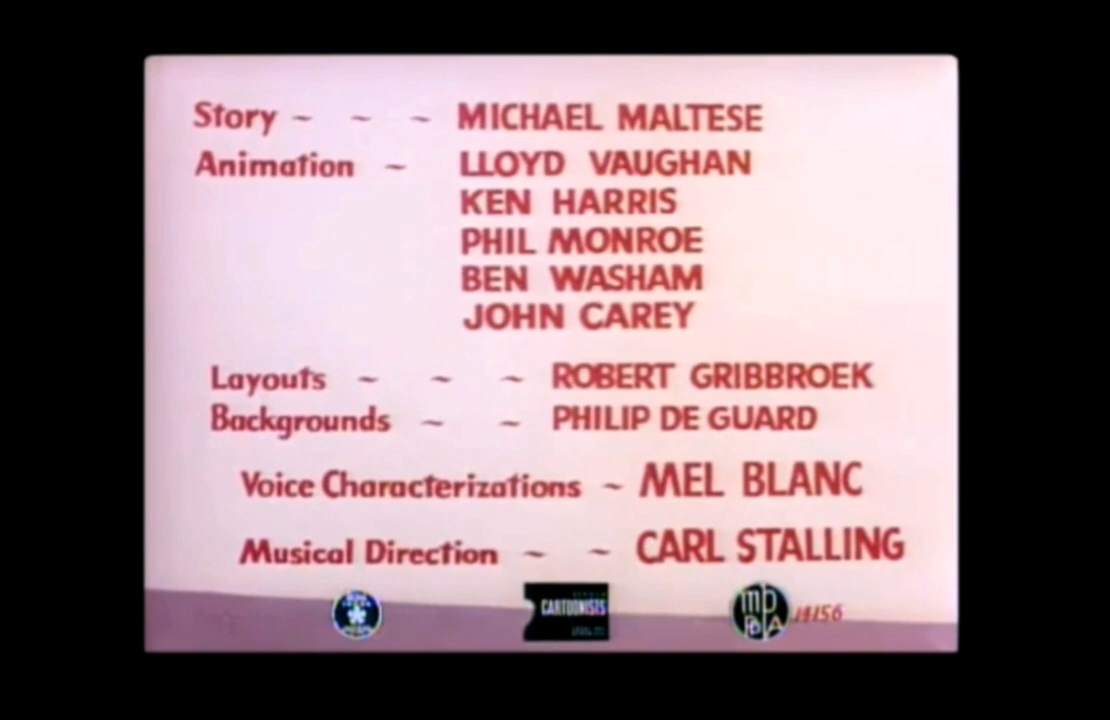 Story ~ ~ ~ MICHAEL MALTESE
Animation ~ LLOYD VAUGHAN
KEN HARRIS
PHIL MONROE
BEN WASHAM
JOHN CAREY
Layouts ~ ~ ~ ROBERT GRIBBROEK
Backgrounds ~ ~ PHILIP DE GUARD
Voice Characterizations ~ MEL BLANC
Musical Direction ~ ~ CARL STALLING
CARTOONISTS
14156